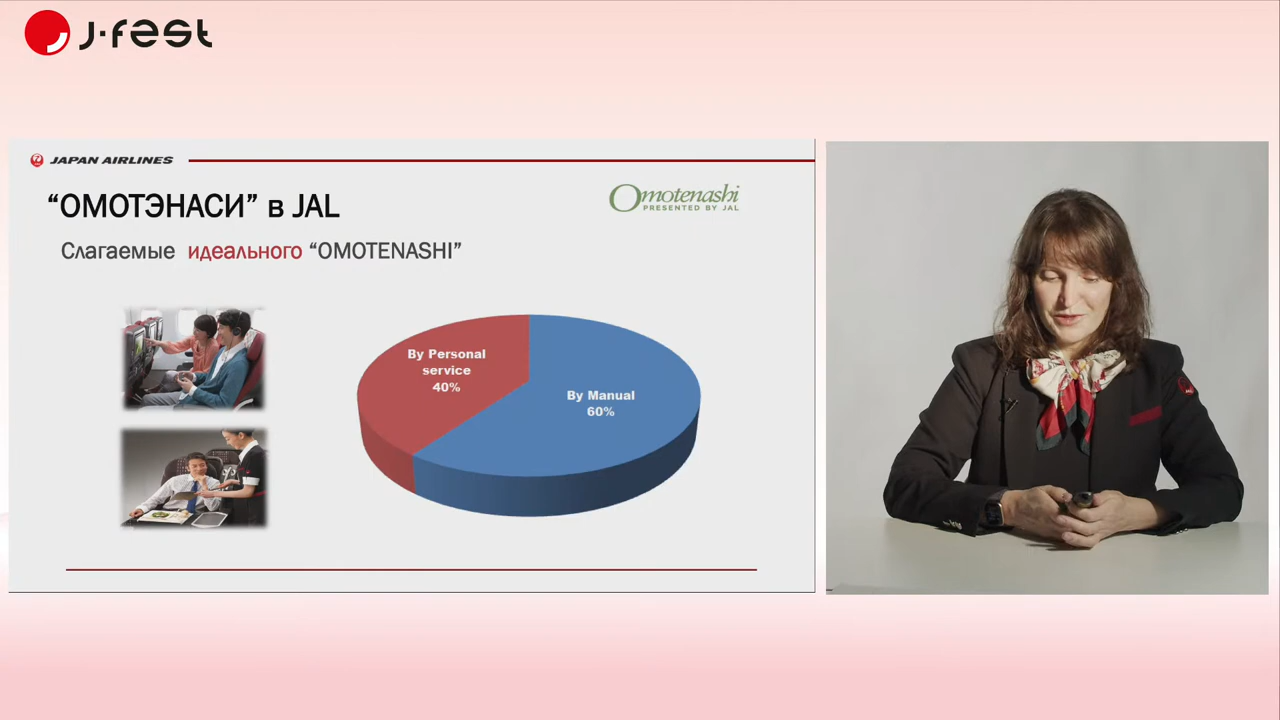 J·fest
JAPAN AIRLINES
“ОМОТЭНАСИ” в JAL
Omotenashi
PRESENTED BY JAL
Слагаемые идеального “OMOTENASHI”
By Personal
service
40%
By Manual
60%